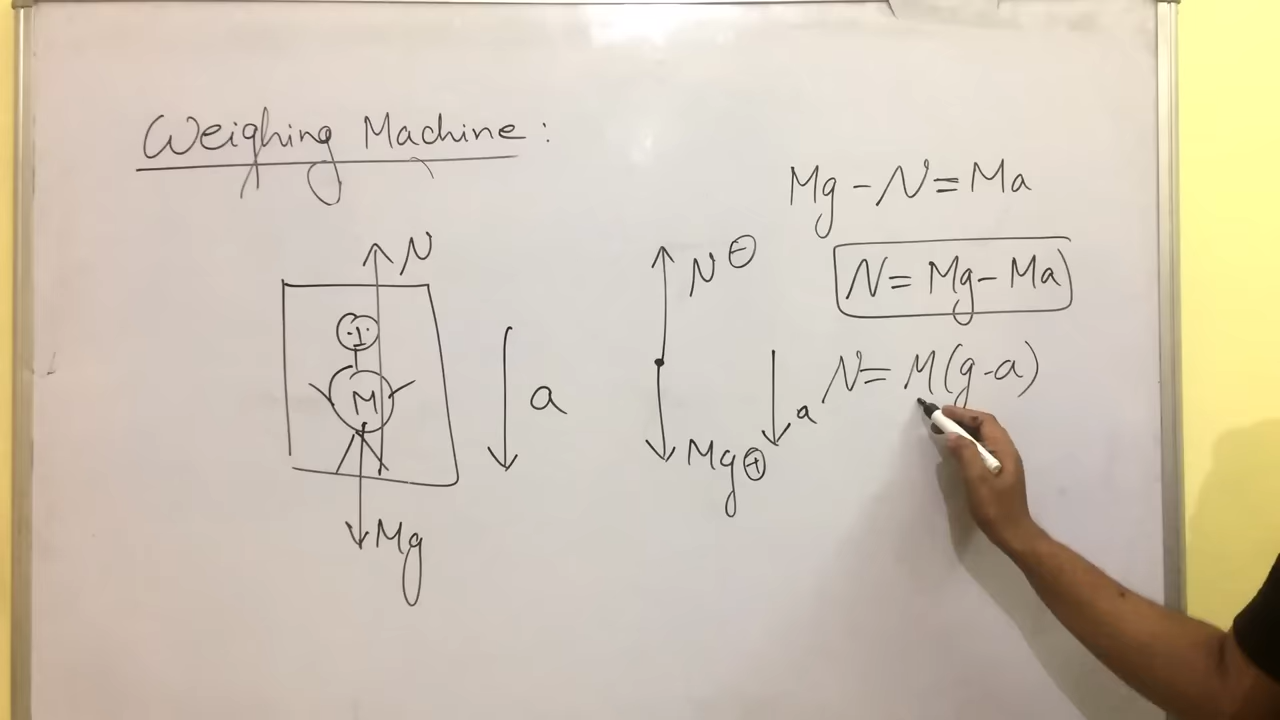 Weighing Machine :
Mg - N = Ma
N = Mg - Ma
N = M(g - a)
N
M
Mg
a
N ⊖
Mg ⊕
a